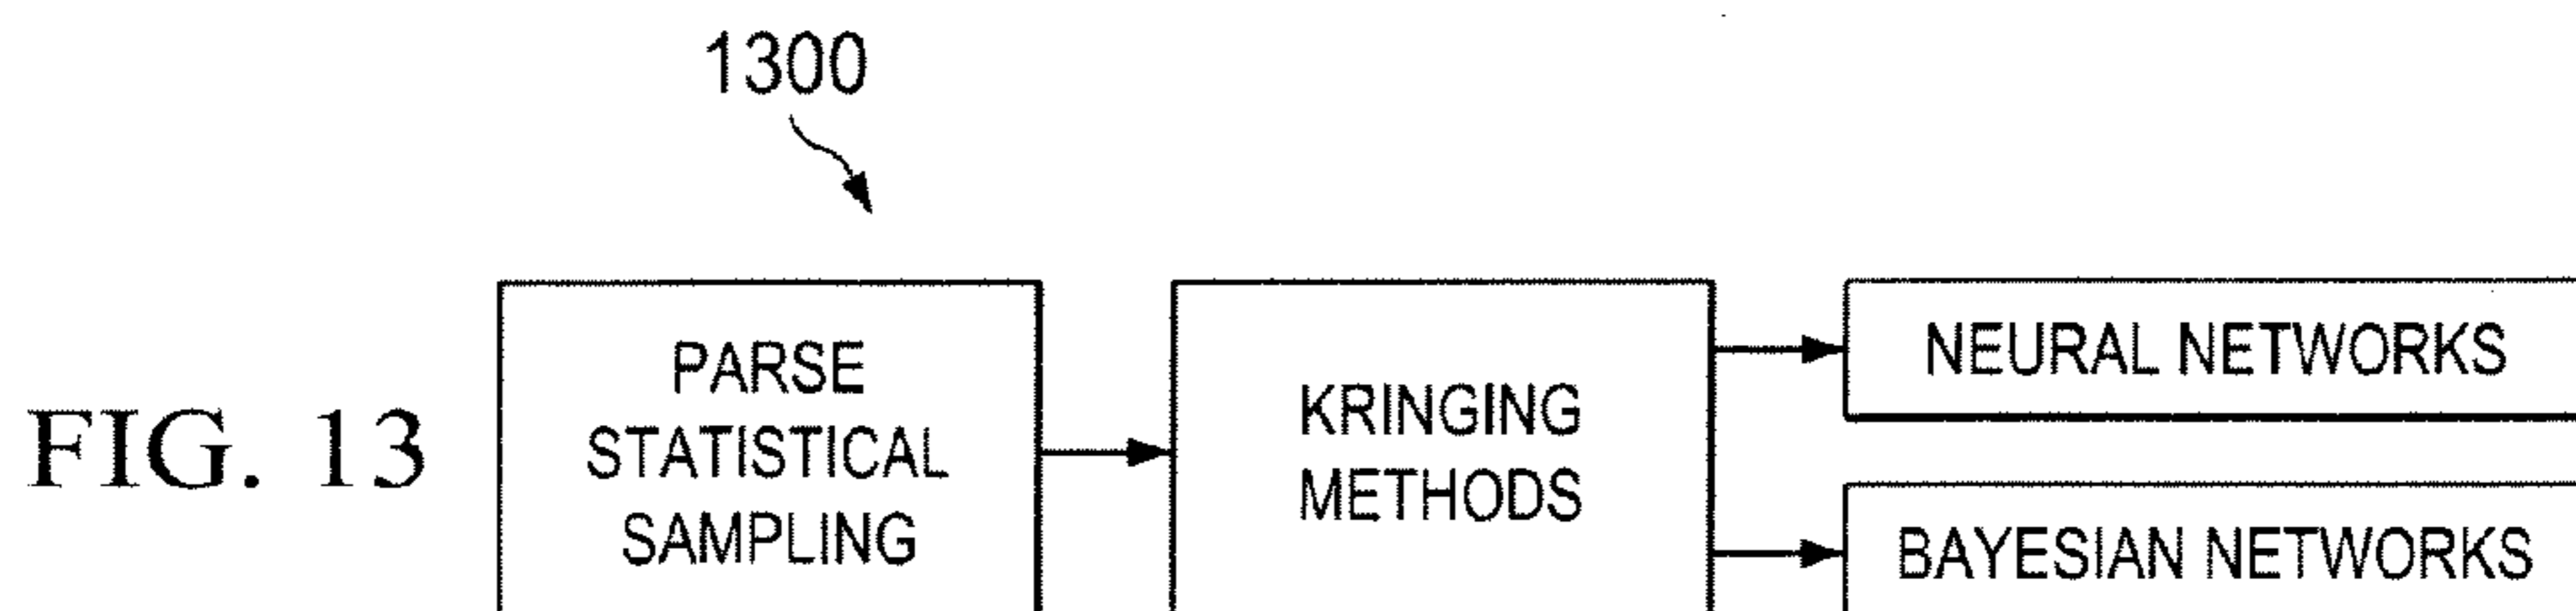 1300
FIG. 13
PARSE
STATISTICAL
SAMPLING
KRINGING
METHODS
NEURAL NETWORKS
BAYESIAN NETWORKS